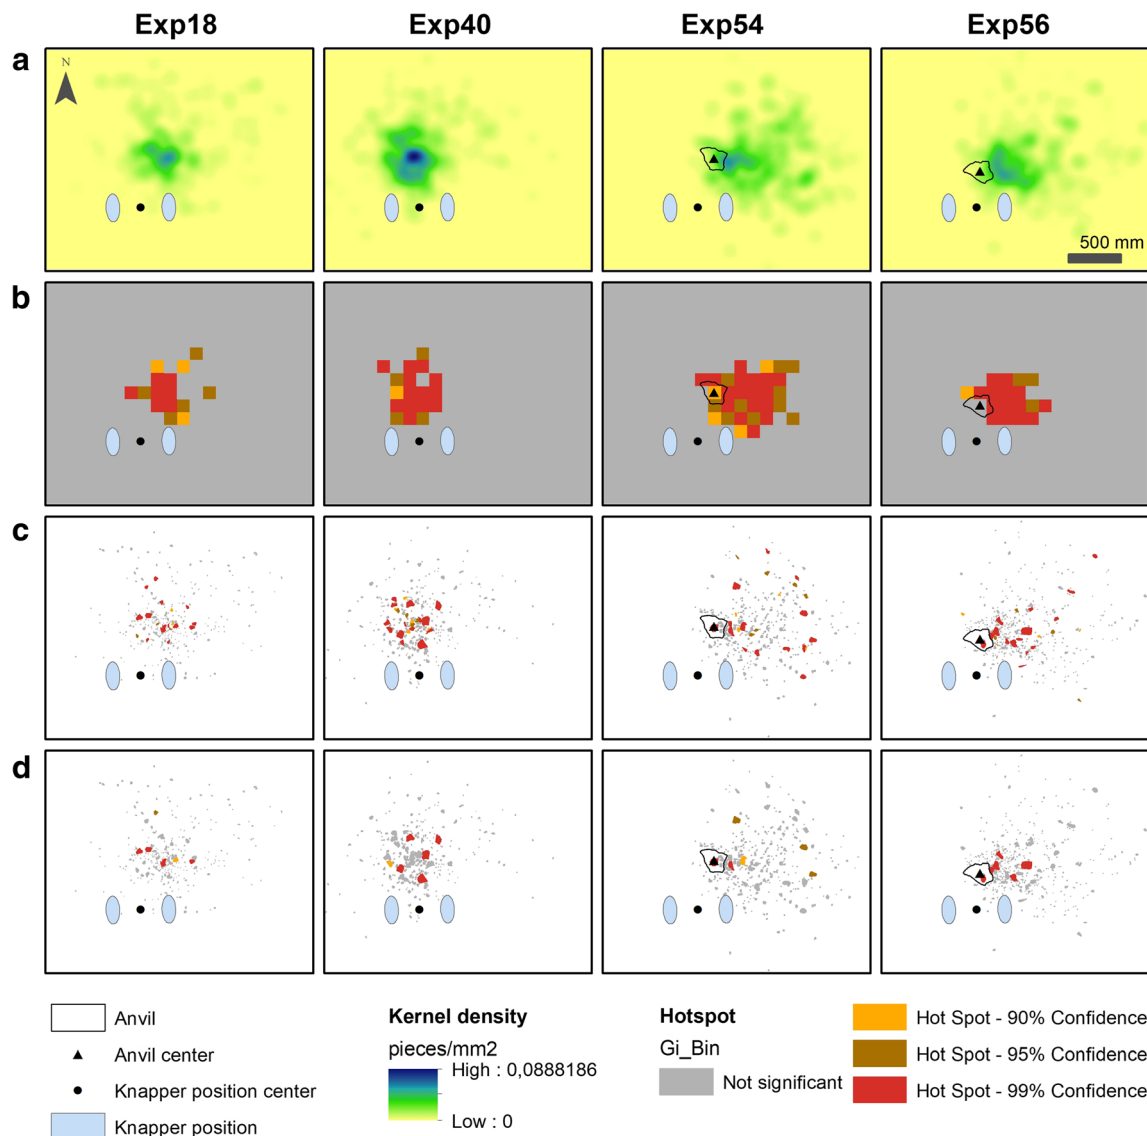 Exp18 Exp40 Exp54 Exp56
a
N
500 mm
b
c
d
Anvil
Anvil center
Knapper position center
Knapper position
Kernel density
pieces/mm2
High : 0,0888186
Low : 0
Hotspot
Gi_Bin
Not significant
Hot Spot - 90% Confidence
Hot Spot - 95% Confidence
Hot Spot - 99% Confidence